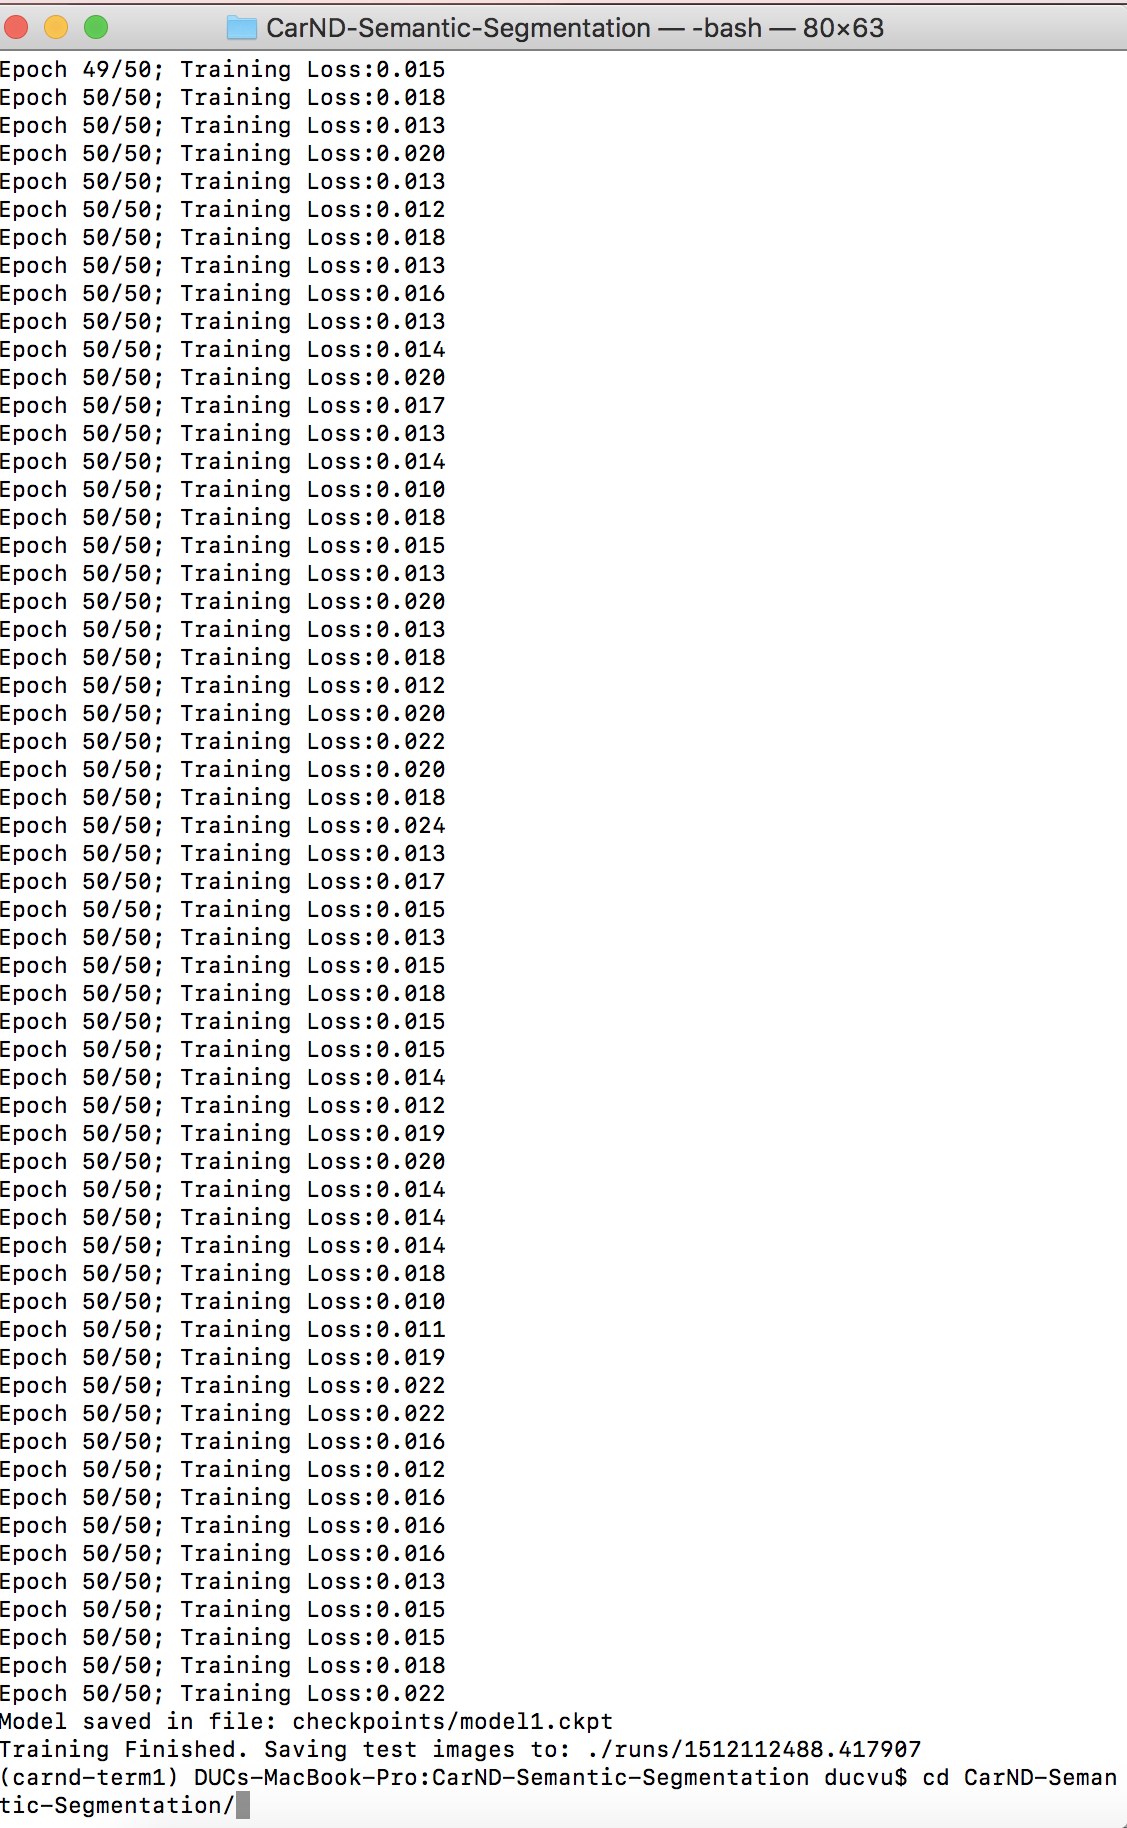 CarND-Semantic-Segmentation — -bash — 80×63
Epoch 49/50; Training Loss:0.015
Epoch 50/50; Training Loss:0.018
Epoch 50/50; Training Loss:0.013
Epoch 50/50; Training Loss:0.020
Epoch 50/50; Training Loss:0.013
Epoch 50/50; Training Loss:0.012
Epoch 50/50; Training Loss:0.018
Epoch 50/50; Training Loss:0.013
Epoch 50/50; Training Loss:0.016
Epoch 50/50; Training Loss:0.013
Epoch 50/50; Training Loss:0.014
Epoch 50/50; Training Loss:0.020
Epoch 50/50; Training Loss:0.017
Epoch 50/50; Training Loss:0.013
Epoch 50/50; Training Loss:0.014
Epoch 50/50; Training Loss:0.010
Epoch 50/50; Training Loss:0.018
Epoch 50/50; Training Loss:0.015
Epoch 50/50; Training Loss:0.013
Epoch 50/50; Training Loss:0.020
Epoch 50/50; Training Loss:0.013
Epoch 50/50; Training Loss:0.018
Epoch 50/50; Training Loss:0.012
Epoch 50/50; Training Loss:0.020
Epoch 50/50; Training Loss:0.022
Epoch 50/50; Training Loss:0.020
Epoch 50/50; Training Loss:0.018
Epoch 50/50; Training Loss:0.024
Epoch 50/50; Training Loss:0.013
Epoch 50/50; Training Loss:0.017
Epoch 50/50; Training Loss:0.015
Epoch 50/50; Training Loss:0.013
Epoch 50/50; Training Loss:0.015
Epoch 50/50; Training Loss:0.018
Epoch 50/50; Training Loss:0.015
Epoch 50/50; Training Loss:0.015
Epoch 50/50; Training Loss:0.014
Epoch 50/50; Training Loss:0.012
Epoch 50/50; Training Loss:0.019
Epoch 50/50; Training Loss:0.020
Epoch 50/50; Training Loss:0.014
Epoch 50/50; Training Loss:0.014
Epoch 50/50; Training Loss:0.014
Epoch 50/50; Training Loss:0.018
Epoch 50/50; Training Loss:0.010
Epoch 50/50; Training Loss:0.011
Epoch 50/50; Training Loss:0.019
Epoch 50/50; Training Loss:0.022
Epoch 50/50; Training Loss:0.022
Epoch 50/50; Training Loss:0.016
Epoch 50/50; Training Loss:0.012
Epoch 50/50; Training Loss:0.016
Epoch 50/50; Training Loss:0.016
Epoch 50/50; Training Loss:0.016
Epoch 50/50; Training Loss:0.013
Epoch 50/50; Training Loss:0.015
Epoch 50/50; Training Loss:0.015
Epoch 50/50; Training Loss:0.018
Epoch 50/50; Training Loss:0.022
Model saved in file: checkpoints/model1.ckpt
Training Finished. Saving test images to: ./runs/1512112488.417907
(carnd-term1) DUCs-MacBook-Pro:CarND-Semantic-Segmentation ducvu$ cd CarND-Seman
tic-Segmentation/